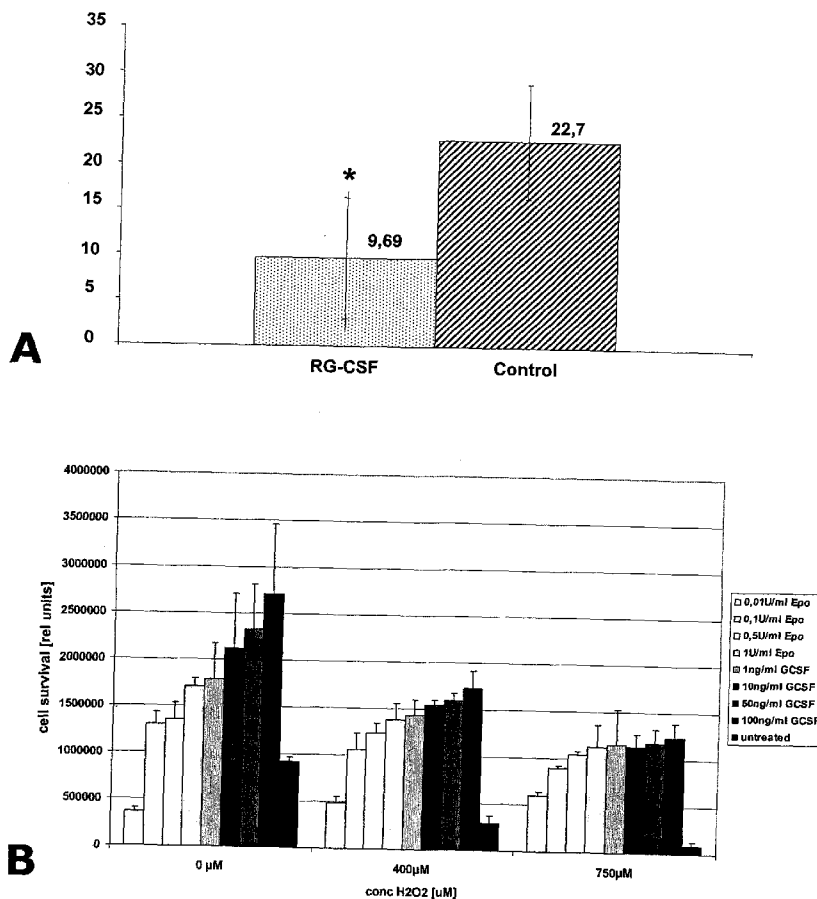 35
30
25
20
15
10
5
0
*
9,69
22,7
RG-CSF
Control
A
4000000
3500000
3000000
2500000
2000000
1500000
1000000
500000
0
cell survival [rel units]
0 µM
400µM
750µM
conc H2O2 [uM]
0,01U/ml Epo
0,1U/ml Epo
0,5U/ml Epo
1U/ml Epo
1ng/ml GCSF
10ng/ml GCSF
50ng/ml GCSF
100ng/ml GCSF
untreated
B